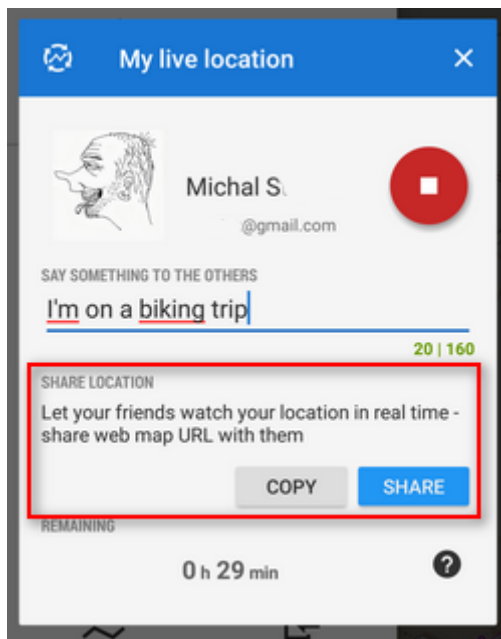 My live location
Michal S
@gmail.com
SAY SOMETHING TO THE OTHERS
I'm on a biking trip
20 | 160
SHARE LOCATION
Let your friends watch your location in real time -
share web map URL with them
COPY
SHARE
REMAINING
0 h 29 min